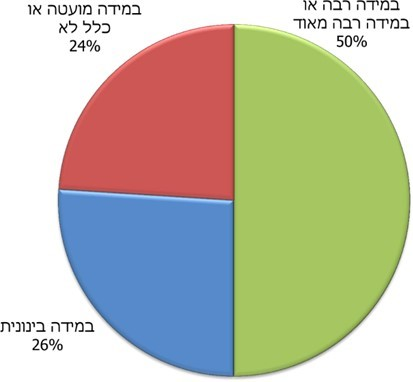 במידה רבה או
במידה רבה מאוד
50%
במידה מועטה או
כלל לא
24%
במידה בינונית
26%